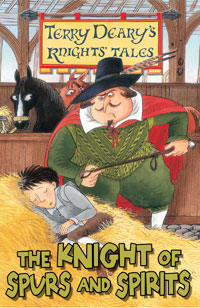 TERRY DEARY'S
KNIGHTS' TALES
THE KNIGHT OF
SPURS AND SPIRITS